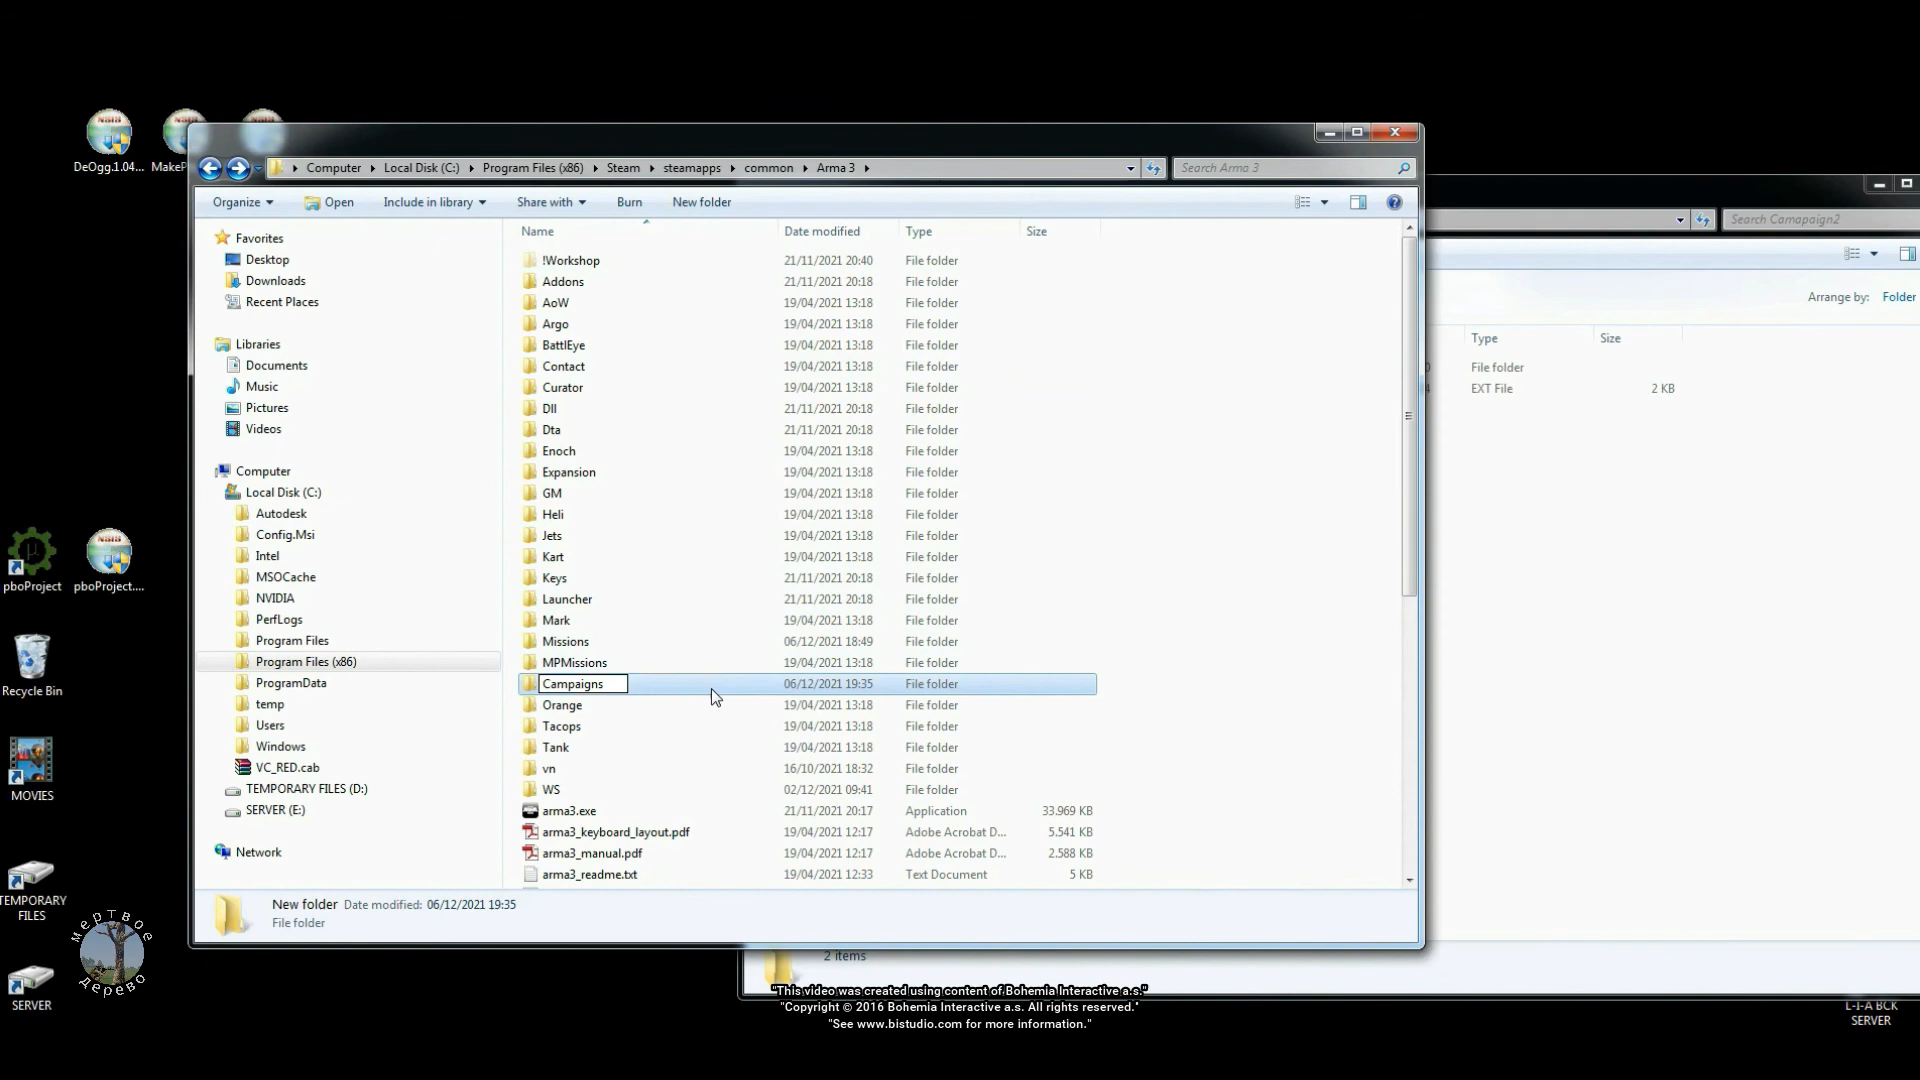 DeOgg.1.04...
MakeP
Computer
Local Disk (C:)
Program Files (x86)
Steam
steamapps
common
Arma 3
Search Arma 3
Organize
Open
Include in library
Share with
Burn
New folder
Name
Date modified
Type
Size
Favorites
Desktop
Downloads
Recent Places
Libraries
Documents
Music
Pictures
Videos
Computer
Local Disk (C:)
Autodesk
Config.Msi
Intel
MSOCache
NVIDIA
PerfLogs
Program Files
Program Files (x86)
ProgramData
temp
Users
Windows
VC_RED.cab
TEMPORARY FILES (D:)
SERVER (E:)
Network
!Workshop 21/11/2021 20:40 File folder
Addons 21/11/2021 20:18 File folder
AoW 19/04/2021 13:18 File folder
Argo 19/04/2021 13:18 File folder
BattlEye 19/04/2021 13:18 File folder
Contact 19/04/2021 13:18 File folder
Curator 19/04/2021 13:18 File folder
Dll 21/11/2021 20:18 File folder
Dta 21/11/2021 20:18 File folder
Enoch 19/04/2021 13:18 File folder
Expansion 19/04/2021 13:18 File folder
GM 19/04/2021 13:18 File folder
Heli 19/04/2021 13:18 File folder
Jets 19/04/2021 13:18 File folder
Kart 19/04/2021 13:18 File folder
Keys 21/11/2021 20:18 File folder
Launcher 21/11/2021 20:18 File folder
Mark 19/04/2021 13:18 File folder
Missions 06/12/2021 18:49 File folder
MPMissions 19/04/2021 13:18 File folder
Campaigns 06/12/2021 19:35 File folder
Orange 19/04/2021 13:18 File folder
Tacops 19/04/2021 13:18 File folder
Tank 19/04/2021 13:18 File folder
vn 16/10/2021 18:32 File folder
WS 02/12/2021 09:41 File folder
arma3.exe 21/11/2021 20:17 Application 33.969 KB
arma3_keyboard_layout.pdf 19/04/2021 12:17 Adobe Acrobat D... 5.541 KB
arma3_manual.pdf 19/04/2021 12:17 Adobe Acrobat D... 2.588 KB
arma3_readme.txt 19/04/2021 12:33 Text Document 5 KB
New folder Date modified: 06/12/2021 19:35
File folder
Search Camapaign2
Arrange by: Folder
Type
Size
File folder
EXT File 2 KB
2 items
pboProject
pboProject....
Recycle Bin
MOVIES
TEMPORARY
FILES
SERVER
мертвое
дерево
L-I-A BCK
SERVER
"This video was created using content of Bohemia Interactive a.s."
"Copyright © 2016 Bohemia Interactive a.s. All rights reserved."
"See www.bistudio.com for more information."